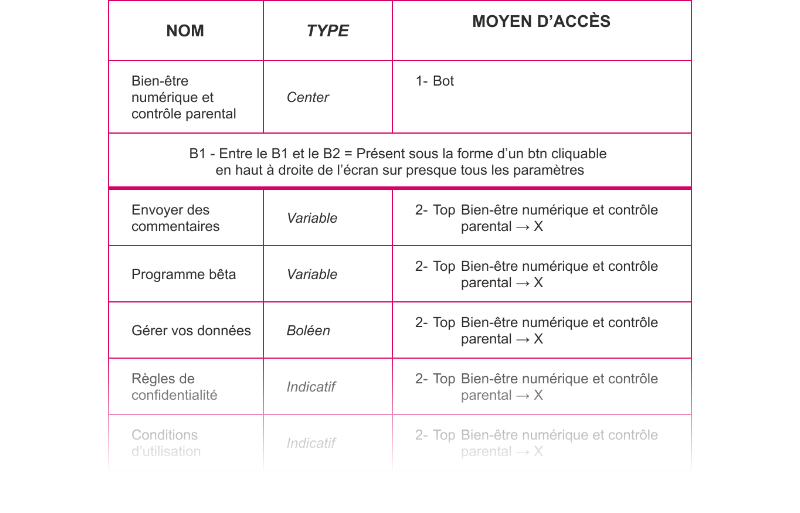 NOM TYPE MOYEN D’ACCÈS
Bien-être
numérique et
contrôle parental
Center
1- Bot
B1 - Entre le B1 et le B2 = Présent sous la forme d’un btn cliquable
en haut à droite de l’écran sur presque tous les paramètres
Envoyer des
commentaires
Variable
2- Top Bien-être numérique et contrôle
parental → X
Programme bêta
Variable
2- Top Bien-être numérique et contrôle
parental → X
Gérer vos données
Boléen
2- Top Bien-être numérique et contrôle
parental → X
Règles de
confidentialité
Indicatif
2- Top Bien-être numérique et contrôle
parental → X
Conditions
d’utilisation
Indicatif
2- Top Bien-être numérique et contrôle
parental → X